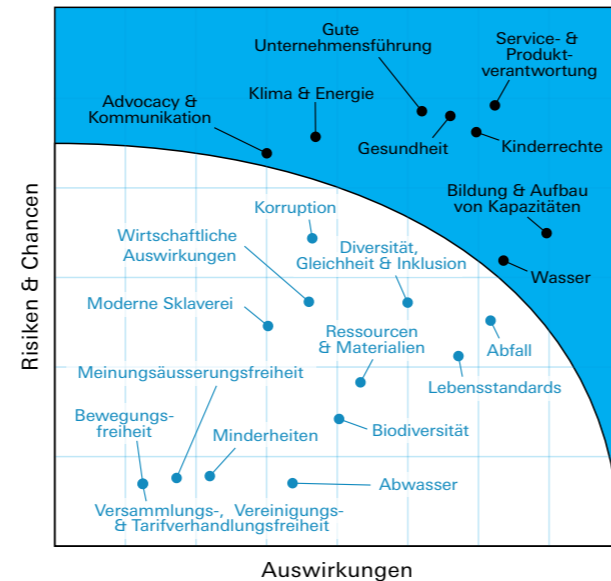 Gute
Unternehmensführung
Service- &
Produkt-
verantwortung
Klima & Energie
Advocacy &
Kommunikation
Gesundheit
Kinderrechte
Bildung & Aufbau
von Kapazitäten
Wasser
Korruption
Wirtschaftliche
Auswirkungen
Diversität,
Gleichheit & Inklusion
Moderne Sklaverei
Ressourcen
& Materialien
Abfall
Meinungsäusserungsfreiheit
Lebensstandards
Bewegungs-
freiheit
Minderheiten
Biodiversität
Abwasser
Versammlungs-, Vereinigungs-
& Tarifverhandlungsfreiheit
Risiken & Chancen
Auswirkungen